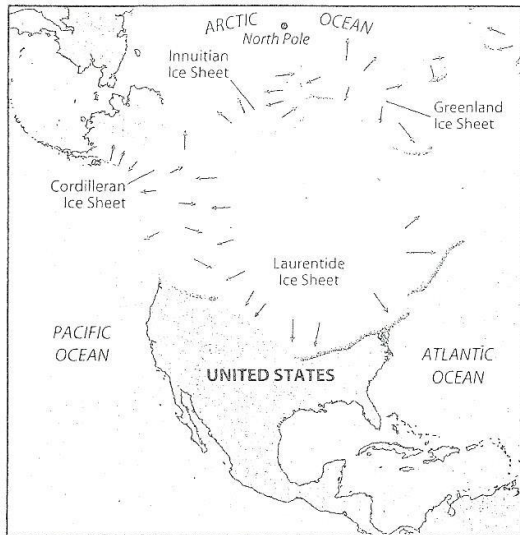 ARCTIC OCEAN
North Pole
Innuitian
Ice Sheet
Greenland
Ice Sheet
Cordilleran
Ice Sheet
Laurentide
Ice Sheet
PACIFIC
OCEAN
UNITED STATES
ATLANTIC
OCEAN